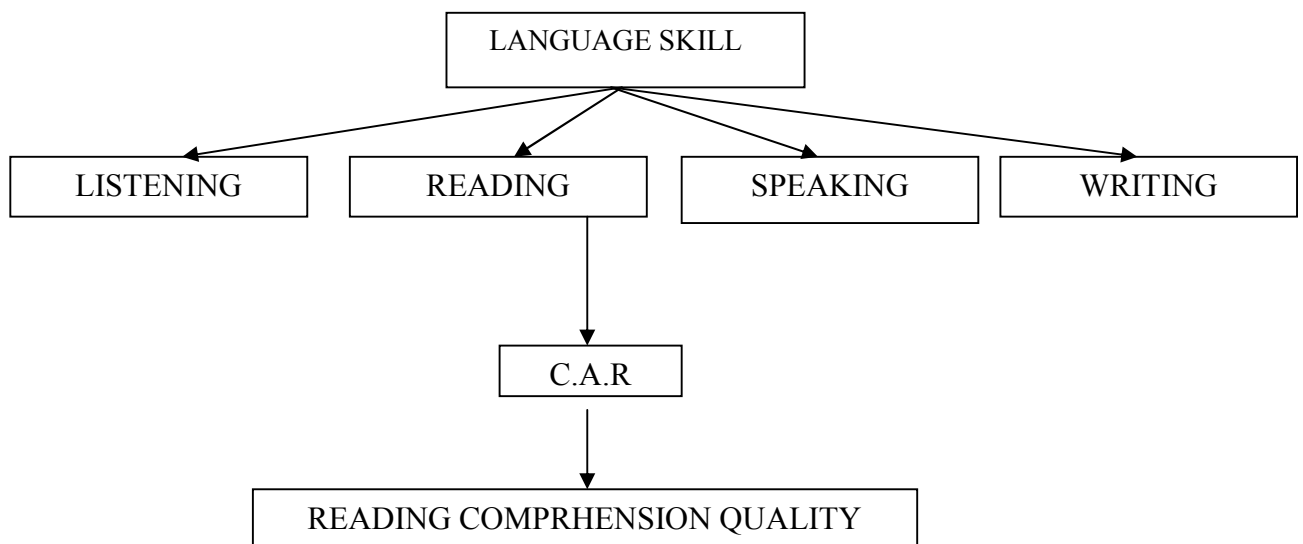 LANGUAGE SKILL
LISTENING
READING
SPEAKING
WRITING
C.A.R
READING COMPRHENSION QUALITY